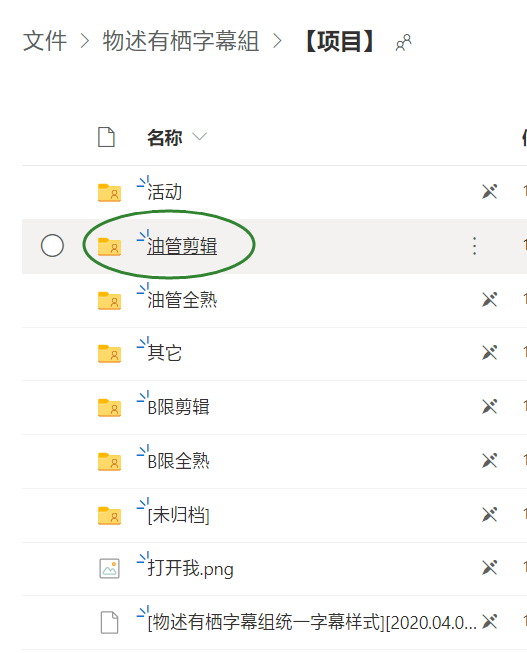 文件 > 物述有栖字幕組 > 【项目】
名称
活动
油管剪辑
油管全熟
其它
B限剪辑
B限全熟
[未归档]
打开我.png
[物述有栖字幕组统一字幕样式][2020.04.0...